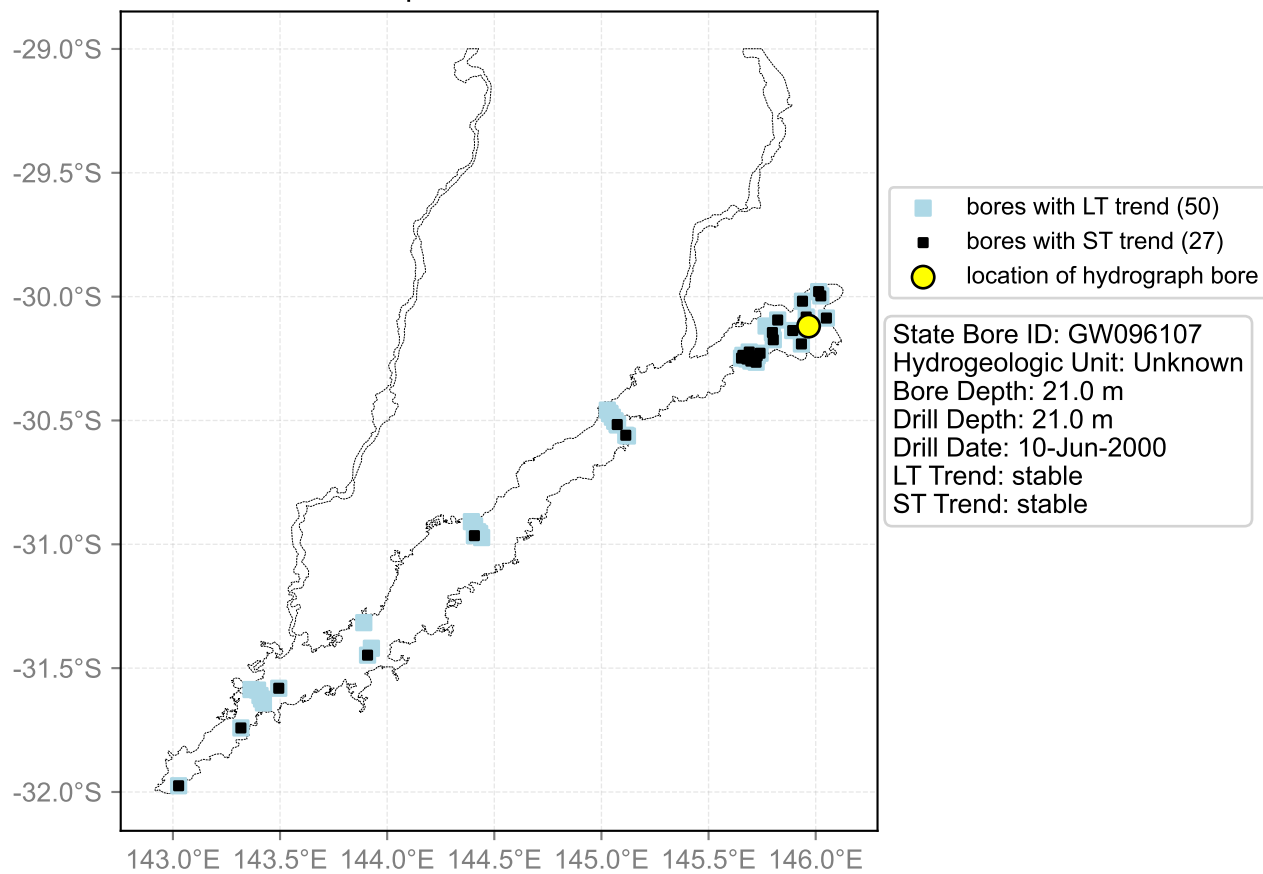 -29.0°S
-29.5°S
-30.0°S
-30.5°S
-31.0°S
-31.5°S
-32.0°S
143.0°E 143.5°E 144.0°E 144.5°E 145.0°E 145.5°E 146.0°E
bores with LT trend (50)
bores with ST trend (27)
location of hydrograph bore
State Bore ID: GW096107
Hydrogeologic Unit: Unknown
Bore Depth: 21.0 m
Drill Depth: 21.0 m
Drill Date: 10-Jun-2000
LT Trend: stable
ST Trend: stable